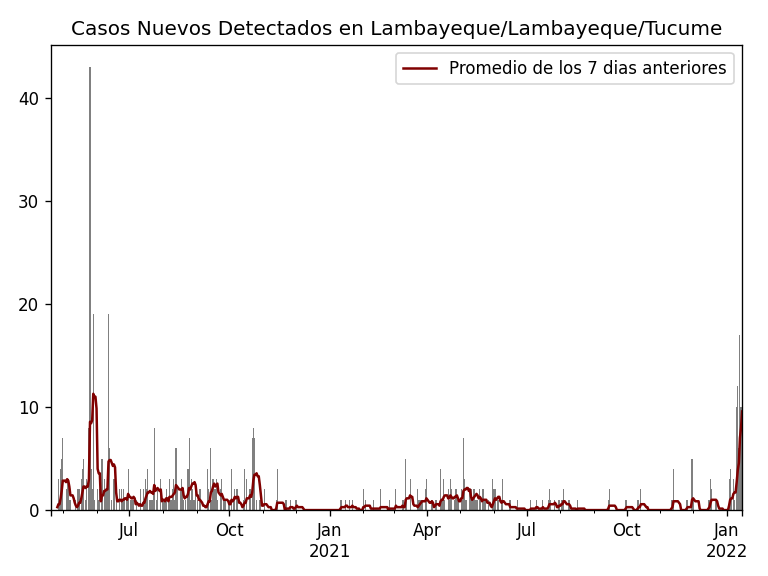 Casos Nuevos Detectados en Lambayeque/Lambayeque/Tucume
Promedio de los 7 dias anteriores
40
30
20
10
0
Jul
Oct
Jan
2021
Apr
Jul
Oct
Jan
2022